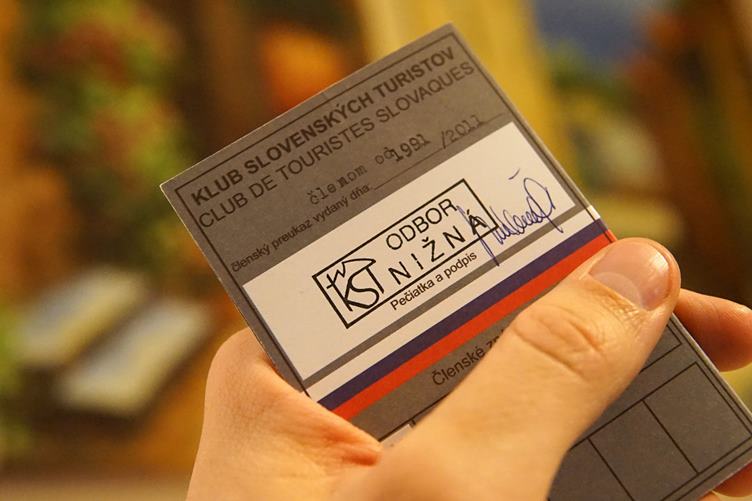 KLUB SLOVENSKÝCH TURISTOV
CLUB DE TOURISTES SLOVAQUES
členom od 1991 /2011
členský preukaz vydaný dňa:
ODBOR
KST NIŽNÁ
Pečiatka a podpis
Členské